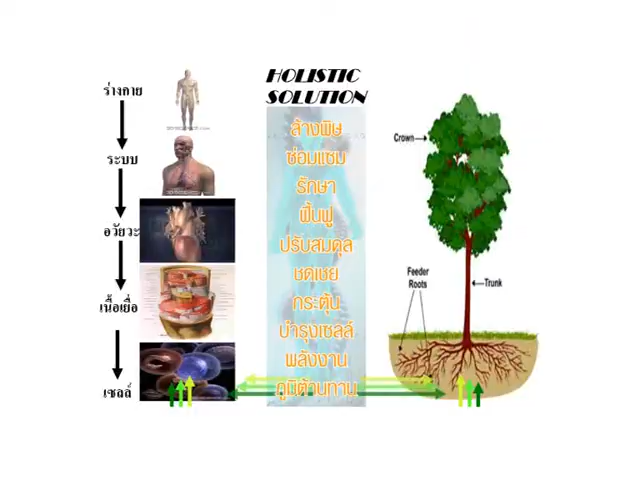 ร่างกาย
ระบบ
อวัยวะ
เนื้อเยื่อ
เซลล์
HOLISTIC
SOLUTION
ล้างพิษ
ซ่อมแซม
รักษา
ฟื้นฟู
ปรับสมดุล
ชดเชย
กระตุ้น
บำรุงเซลล์
พลังงาน
ภูมิต้านทาน
Crown
Feeder
Roots
Trunk